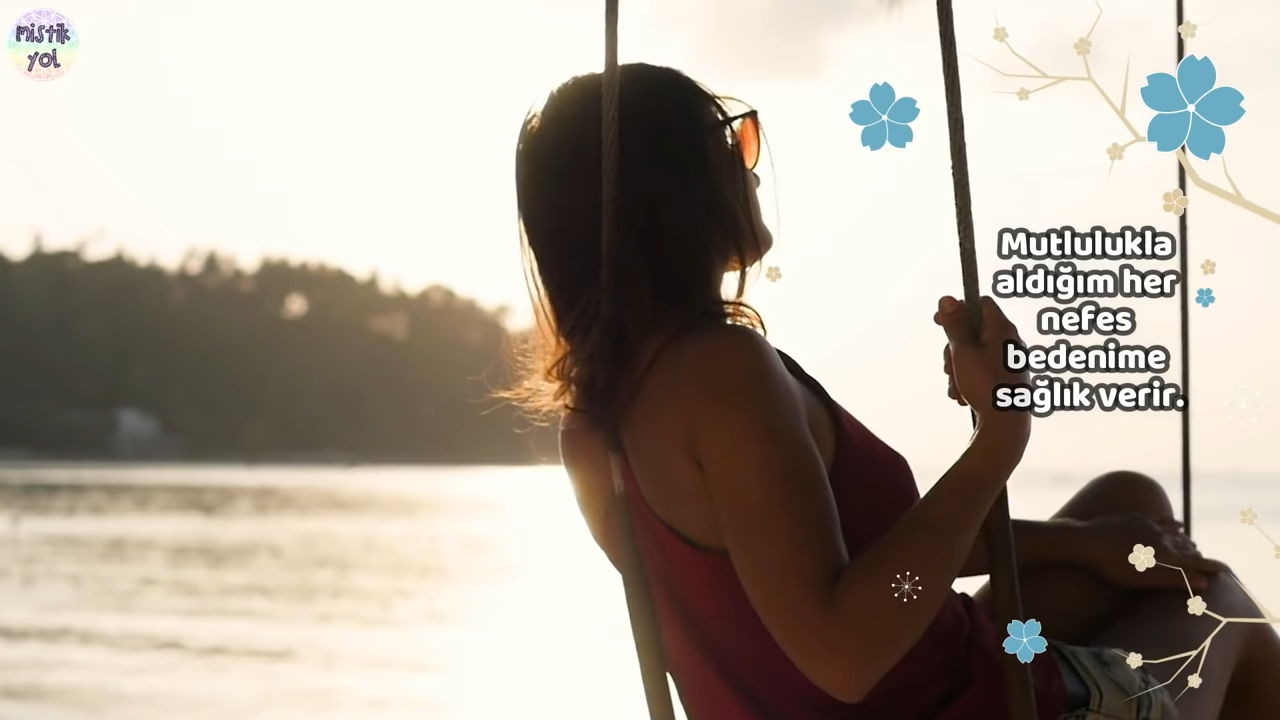 mistik
yol
Mutlulukla
aldığım her
nefes
bedenime
sağlık verir.